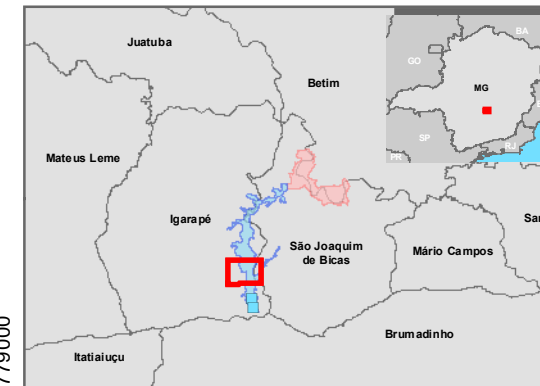 Juatuba
BA
GO
Betim
MG
SP
RJ
PR
Mateus Leme
Igarapé
São Joaquim
de Bicas
Mário Campos
Brumadinho
Itatiaiuçu